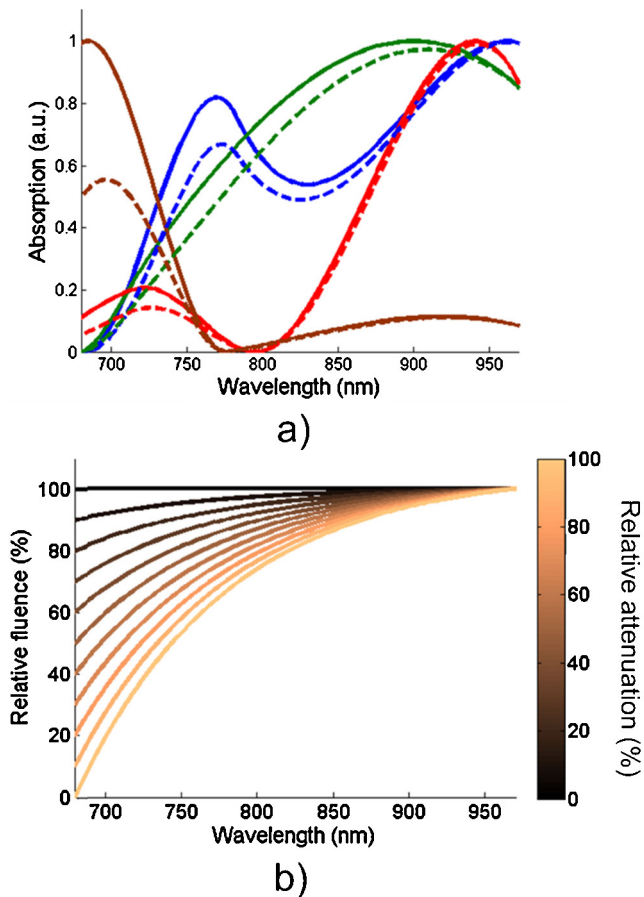 Absorption (a.u.)
1
0.8
0.6
0.4
0.2
0
700 750 800 850 900 950
Wavelength (nm)
a)
Relative fluence (%)
100
80
60
40
20
0
700 750 800 850 900 950
Wavelength (nm)
100
80
60
40
20
0
Relative attenuation (%)
b)